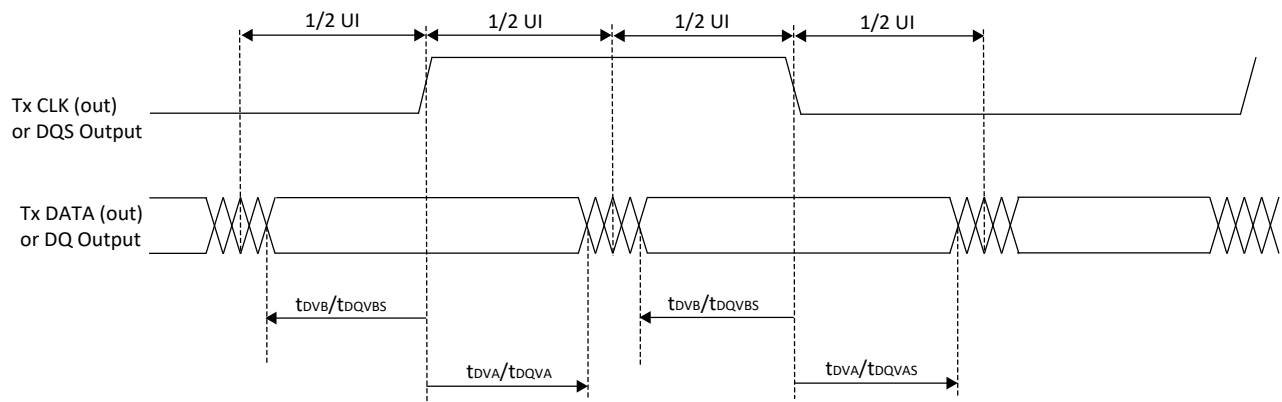 1/2 UI 1/2 UI 1/2 UI 1/2 UI
Tx CLK (out)
or DQS Output
Tx DATA (out)
or DQ Output
tDVB/tDQVBS tDVB/tDQVBS
tDVA/tDQVA tDVA/tDQVAS